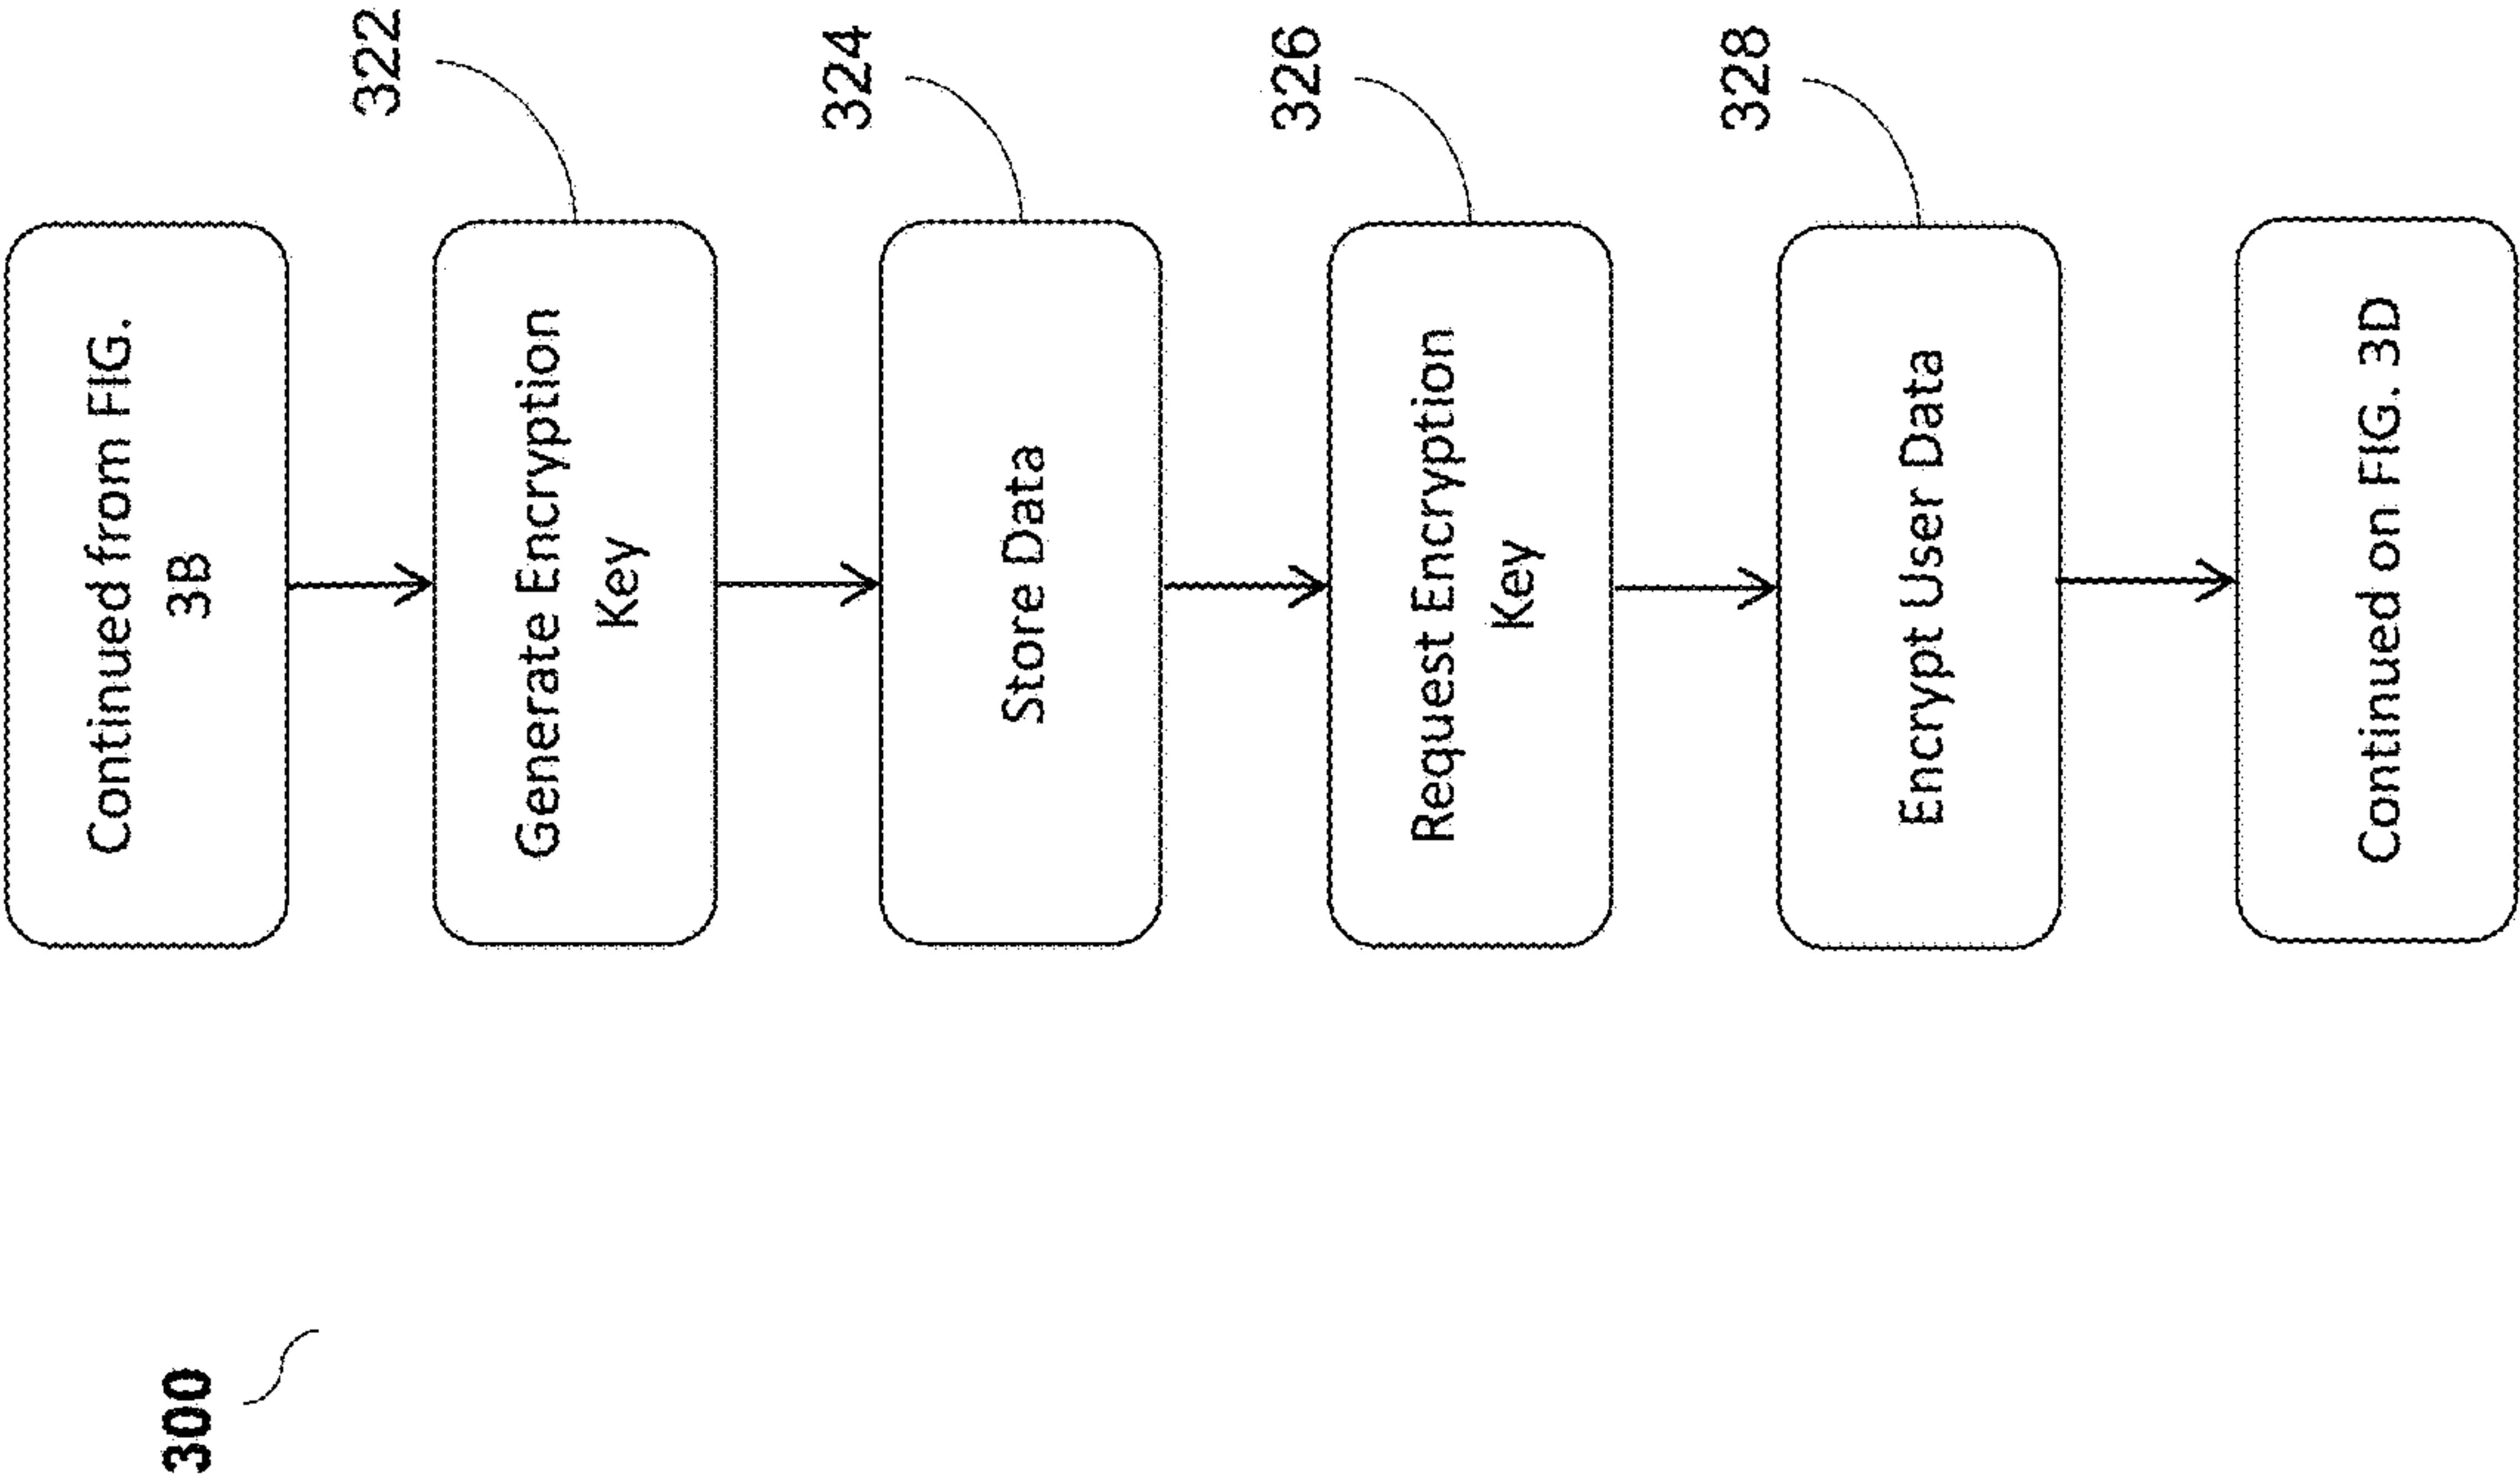 300
Continued from FIG.
3B
322
Generate Encryption
Key
324
Store Data
326
Request Encryption
Key
328
Encrypt User Data
Continued on FIG. 3D